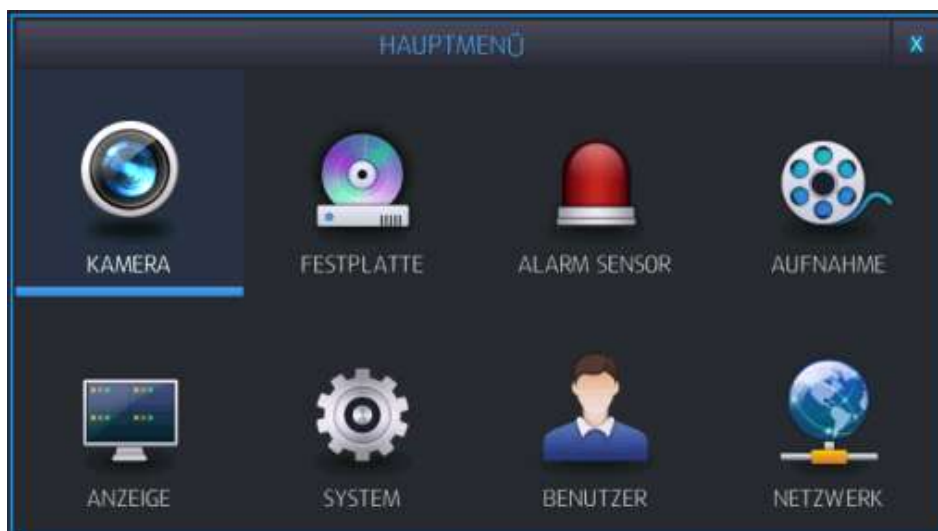 HAUPTMENÜ X
KAMERA FESTPLATTE ALARM SENSOR AUFNAHME
ANZEIGE SYSTEM BENUTZER NETZWERK